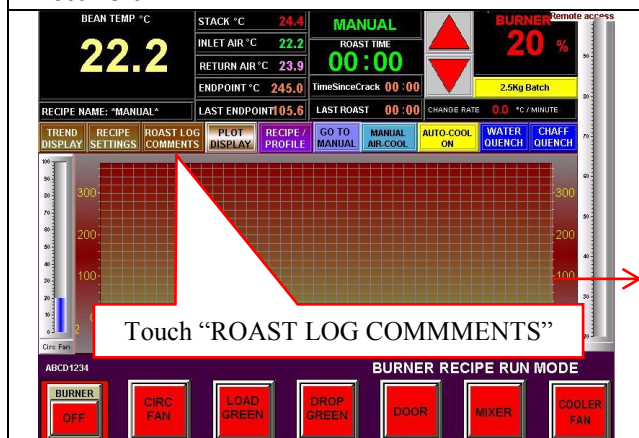 BEAN TEMP °C
22.2
RECIPE NAME: *MANUAL*
STACK °C 24.4
INLET AIR °C 22.2
RETURN AIR °C 23.9
ENDPOINT °C 245.0
LAST ENDPOINT 105.6
MANUAL
ROAST TIME
00:00
TimeSinceCrack 00:00
LAST ROAST 00:00
BURNER
20 %
Remote access
2.5Kg Batch
CHANGE RATE 0.0 °C / MINUTE
TREND DISPLAY
RECIPE SETTINGS
ROAST LOG COMMENTS
PLOT DISPLAY
RECIPE / PROFILE
GO TO MANUAL
MANUAL AIR-COOL
AUTO-COOL ON
WATER QUENCH
CHAFF QUENCH
300
200
100
300
200
100
Touch “ROAST LOG COMMMENTS”
Circ Fan
ABCD1234
BURNER RECIPE RUN MODE
BURNER
OFF
CIRC FAN
LOAD GREEN
DROP GREEN
DOOR
MIXER
COOLER FAN